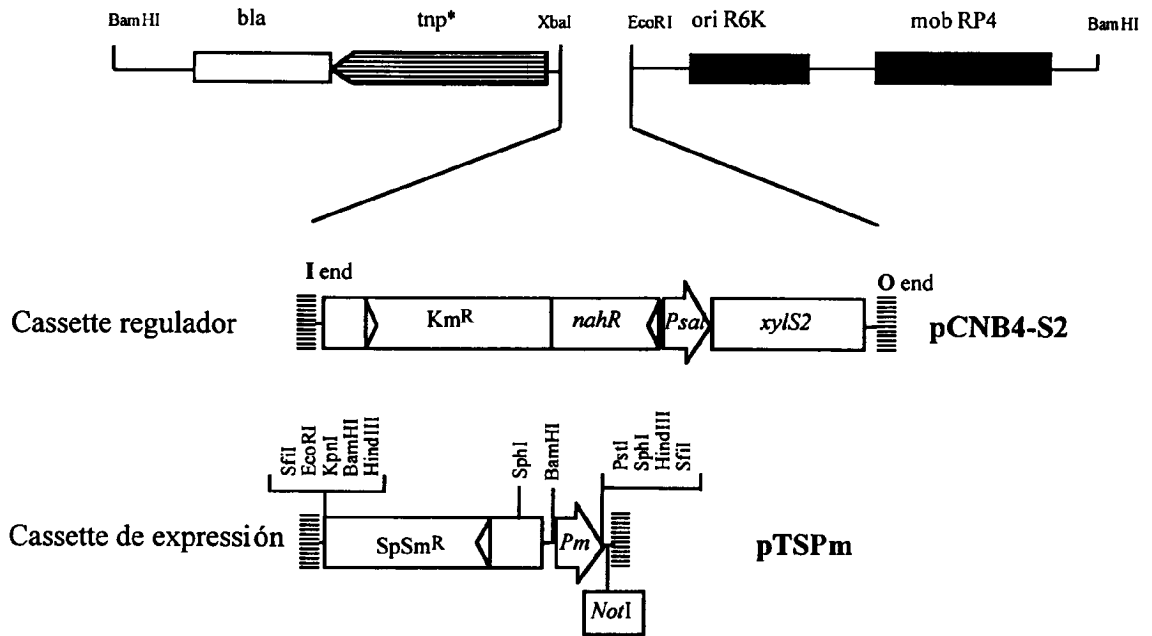 BamHI bla tnp* XbaI EcoRI ori R6K mob RP4 BamHI
I end O end
Cassette regulador KmR nahR Psal xylS2 pCNB4-S2
SfiI
EcoRI
KpnI
BamHI
HindIII
SphI
BamHI
PstI
SphI
HindIII
SfiI
Cassette de expressión SpSmR Pm pTSPm
NotI